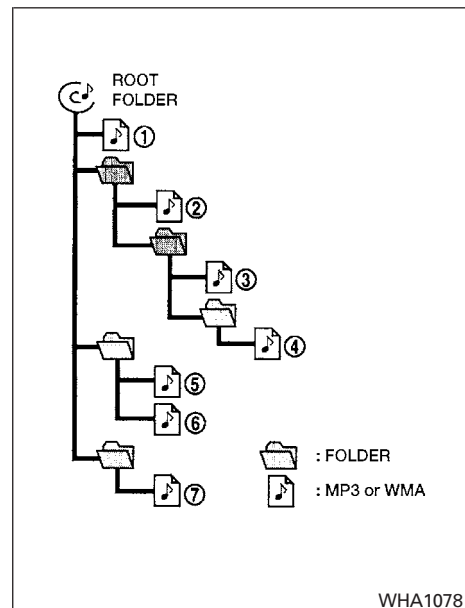 ROOT
FOLDER
①
②
③
④
⑤
⑥
⑦
: FOLDER
: MP3 or WMA
WHA1078